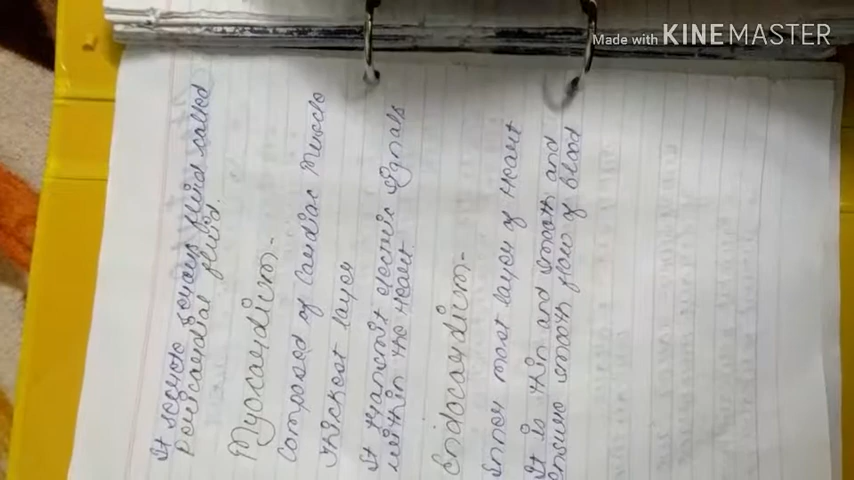 Made with KINEMASTER
It secrete serous fluid called
Pericardial fluid.
Myocardium -
Composed of Cardiac Muscle
Thickest layer
It transmit electric signals
within the Heart.
Endocardium -
Inner most layer of Heart
It is thin and smooth and
ensure smooth flow of blood